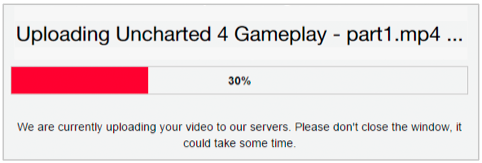 Uploading Uncharted 4 Gameplay - part1.mp4 ...
30%
We are currently uploading your video to our servers. Please don't close the window, it
could take some time.